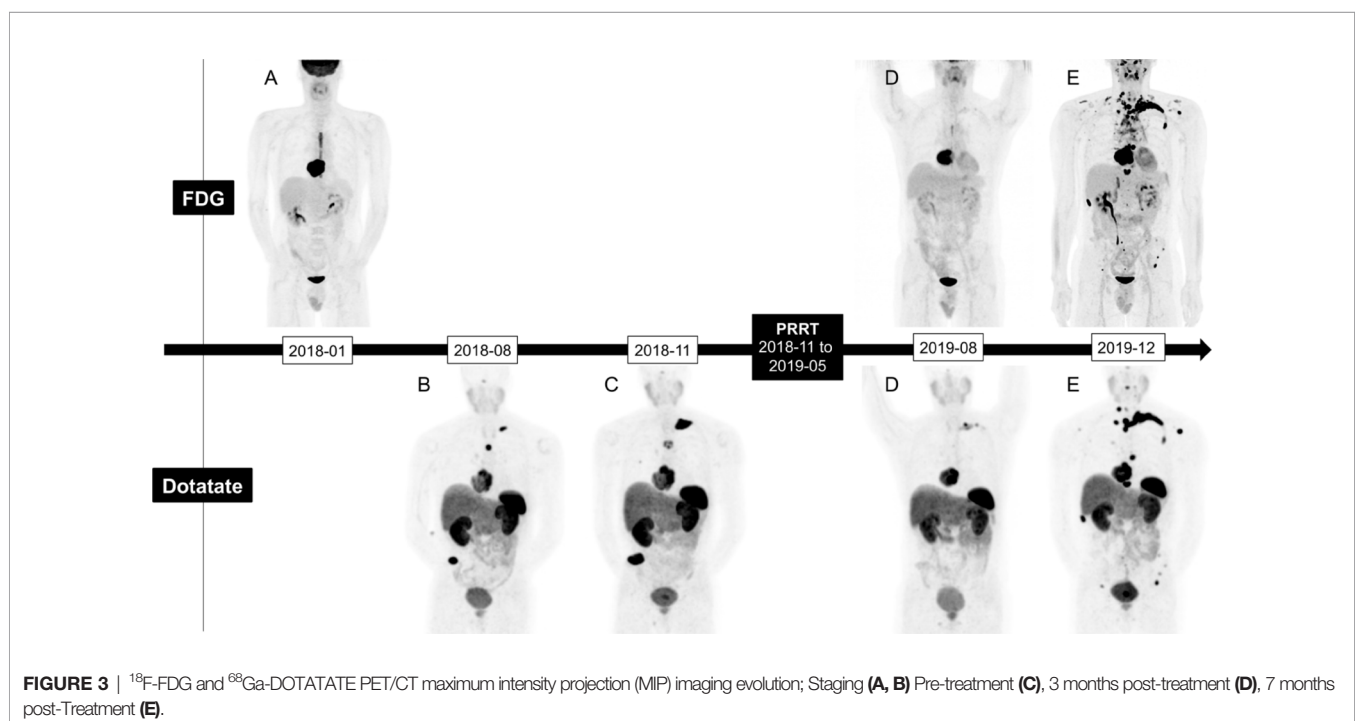 A
D
E
FDG
PRRT
2018-11 to
2019-05
2018-01
2018-08
2018-11
2019-08
2019-12
B
C
D
E
Dotatate
FIGURE 3 | ¹⁸F-FDG and ⁶⁸Ga-DOTATATE PET/CT maximum intensity projection (MIP) imaging evolution; Staging (A, B) Pre-treatment (C), 3 months post-treatment (D), 7 months
post-Treatment (E).